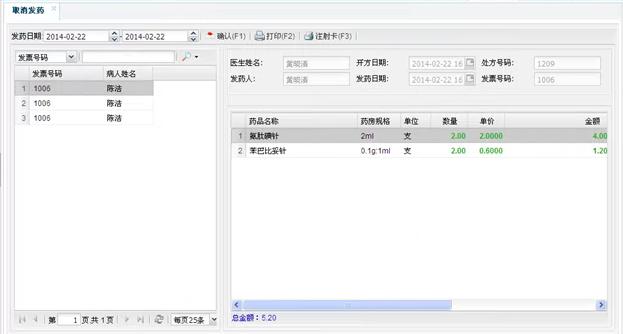 取消发药
发药日期: 2014-02-22 - 2014-02-22 确认(F1) 打印(F2) 注射卡(F3)
发票号码
发票号码 病人姓名
1 1006 陈洁
2 1006 陈洁
3 1006 陈洁
第 1 页,共 1 页 每页25条
医生姓名: 开方日期: 2014-02-22 16 处方号码: 1209
发药人: 发药日期: 2014-02-22 16 发票号码: 1006
药品名称 药房规格 单位 数量 单价 金额
1 氨肽碘针 2ml 支 2.00 2.0000 4.00
2 苯巴比妥针 0.1g:1ml 支 2.00 0.6000 1.20
总金额：5.20